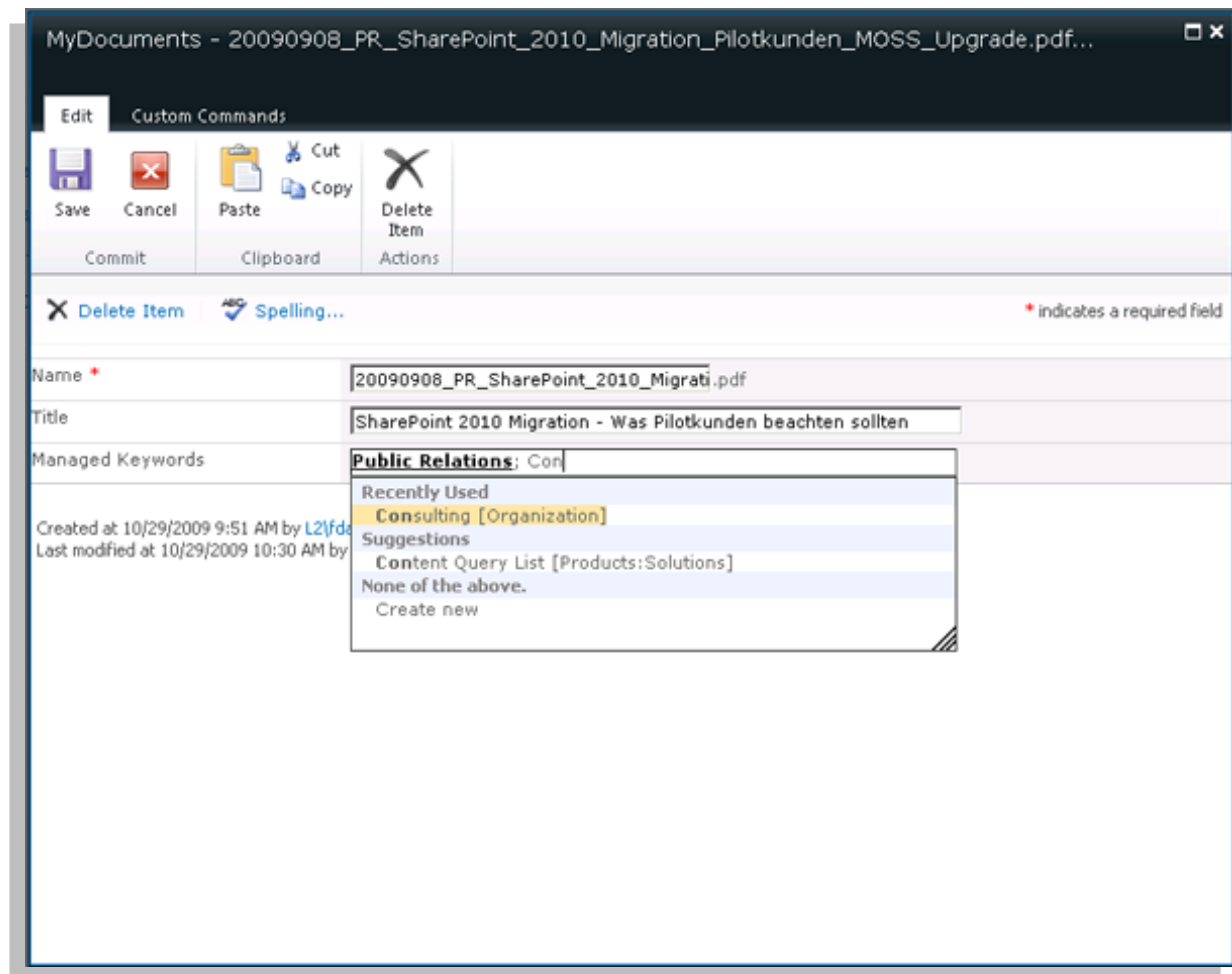 MyDocuments - 20090908_PR_SharePoint_2010_Migration_Pilotkunden_MOSS_Upgrade.pdf...
Edit Custom Commands
Save Cancel Paste Cut Copy Delete Item
Commit Clipboard Actions
Delete Item ABC Spelling... * indicates a required field
Name * 20090908_PR_SharePoint_2010_Migrati .pdf
Title SharePoint 2010 Migration - Was Pilotkunden beachten sollten
Managed Keywords Public Relations; Con
Recently Used
Consulting [Organization]
Created at 10/29/2009 9:51 AM by L2\fda
Suggestions
Last modified at 10/29/2009 10:30 AM by
Content Query List [Products:Solutions]
None of the above.
Create new